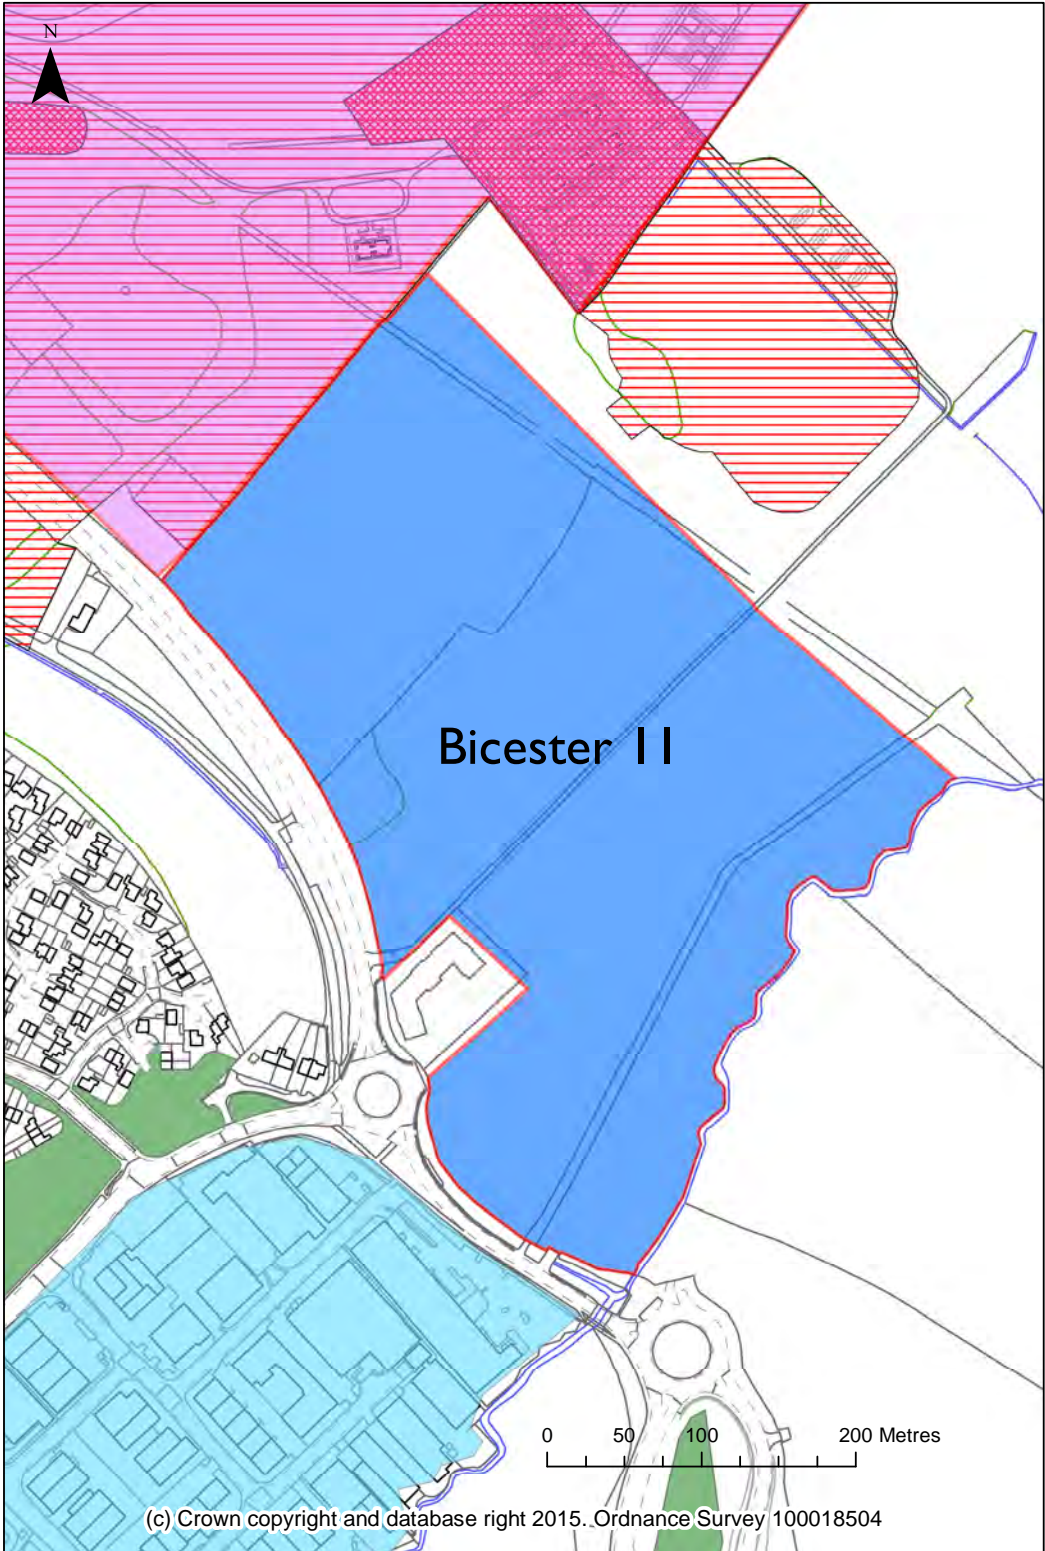 N
Bicester 11
0 50 100 200 Metres
(c) Crown copyright and database right 2015. Ordnance Survey 100018504